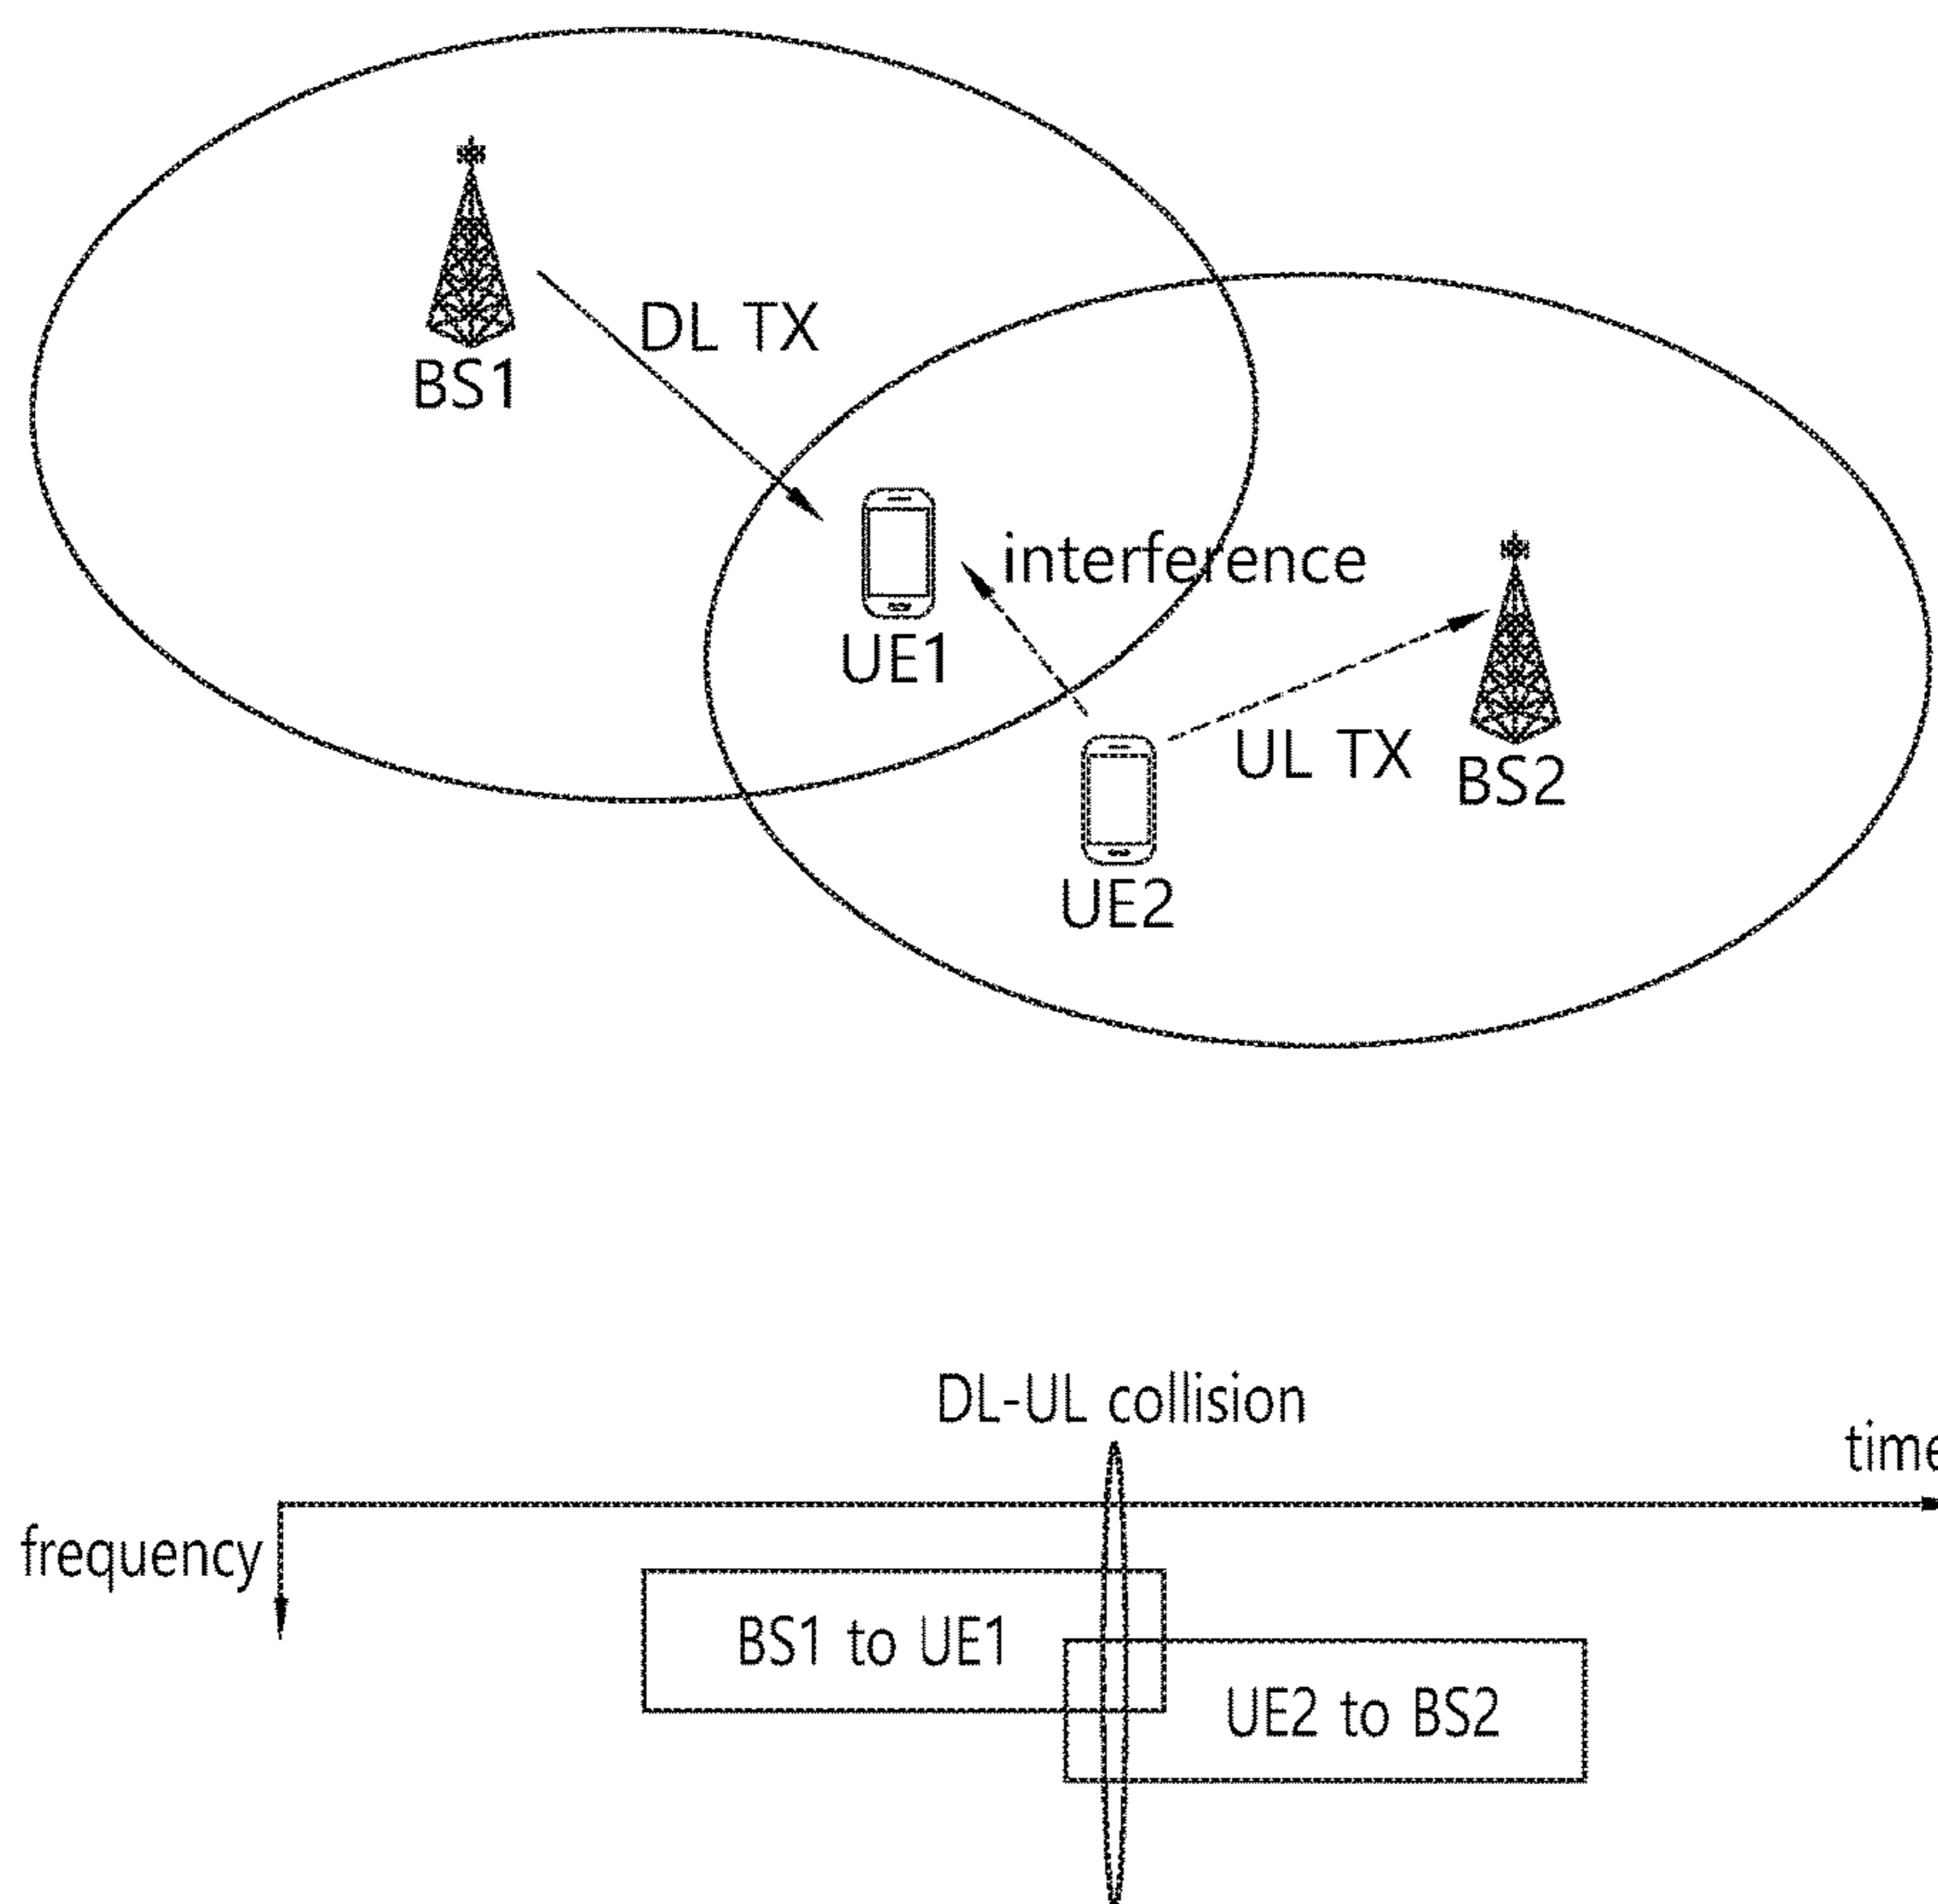 DL TX
BS1
interference
UE1
UL TX
BS2
UE2
DL-UL collision
time
frequency
BS1 to UE1
UE2 to BS2